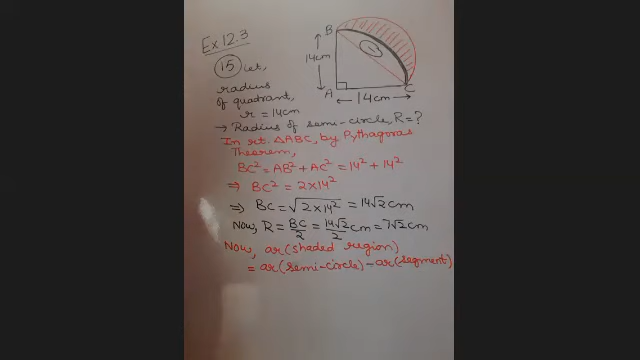 Ex 12.3
B
14cm
A
C
14cm
15 Let,
radius
of quadrant,
r = 14cm
→ Radius of semi-circle, R = ?
In rt. ΔABC, by Pythagoras
Theorem,
BC² = AB² + AC² = 14² + 14²
⇒ BC² = 2×14²
⇒ BC = √2×14² = 14√2 cm
Now, R = BC/2 = 14√2/2 cm = 7√2 cm
Now, ar(shaded region)
= ar(semi-circle) - ar(segment)